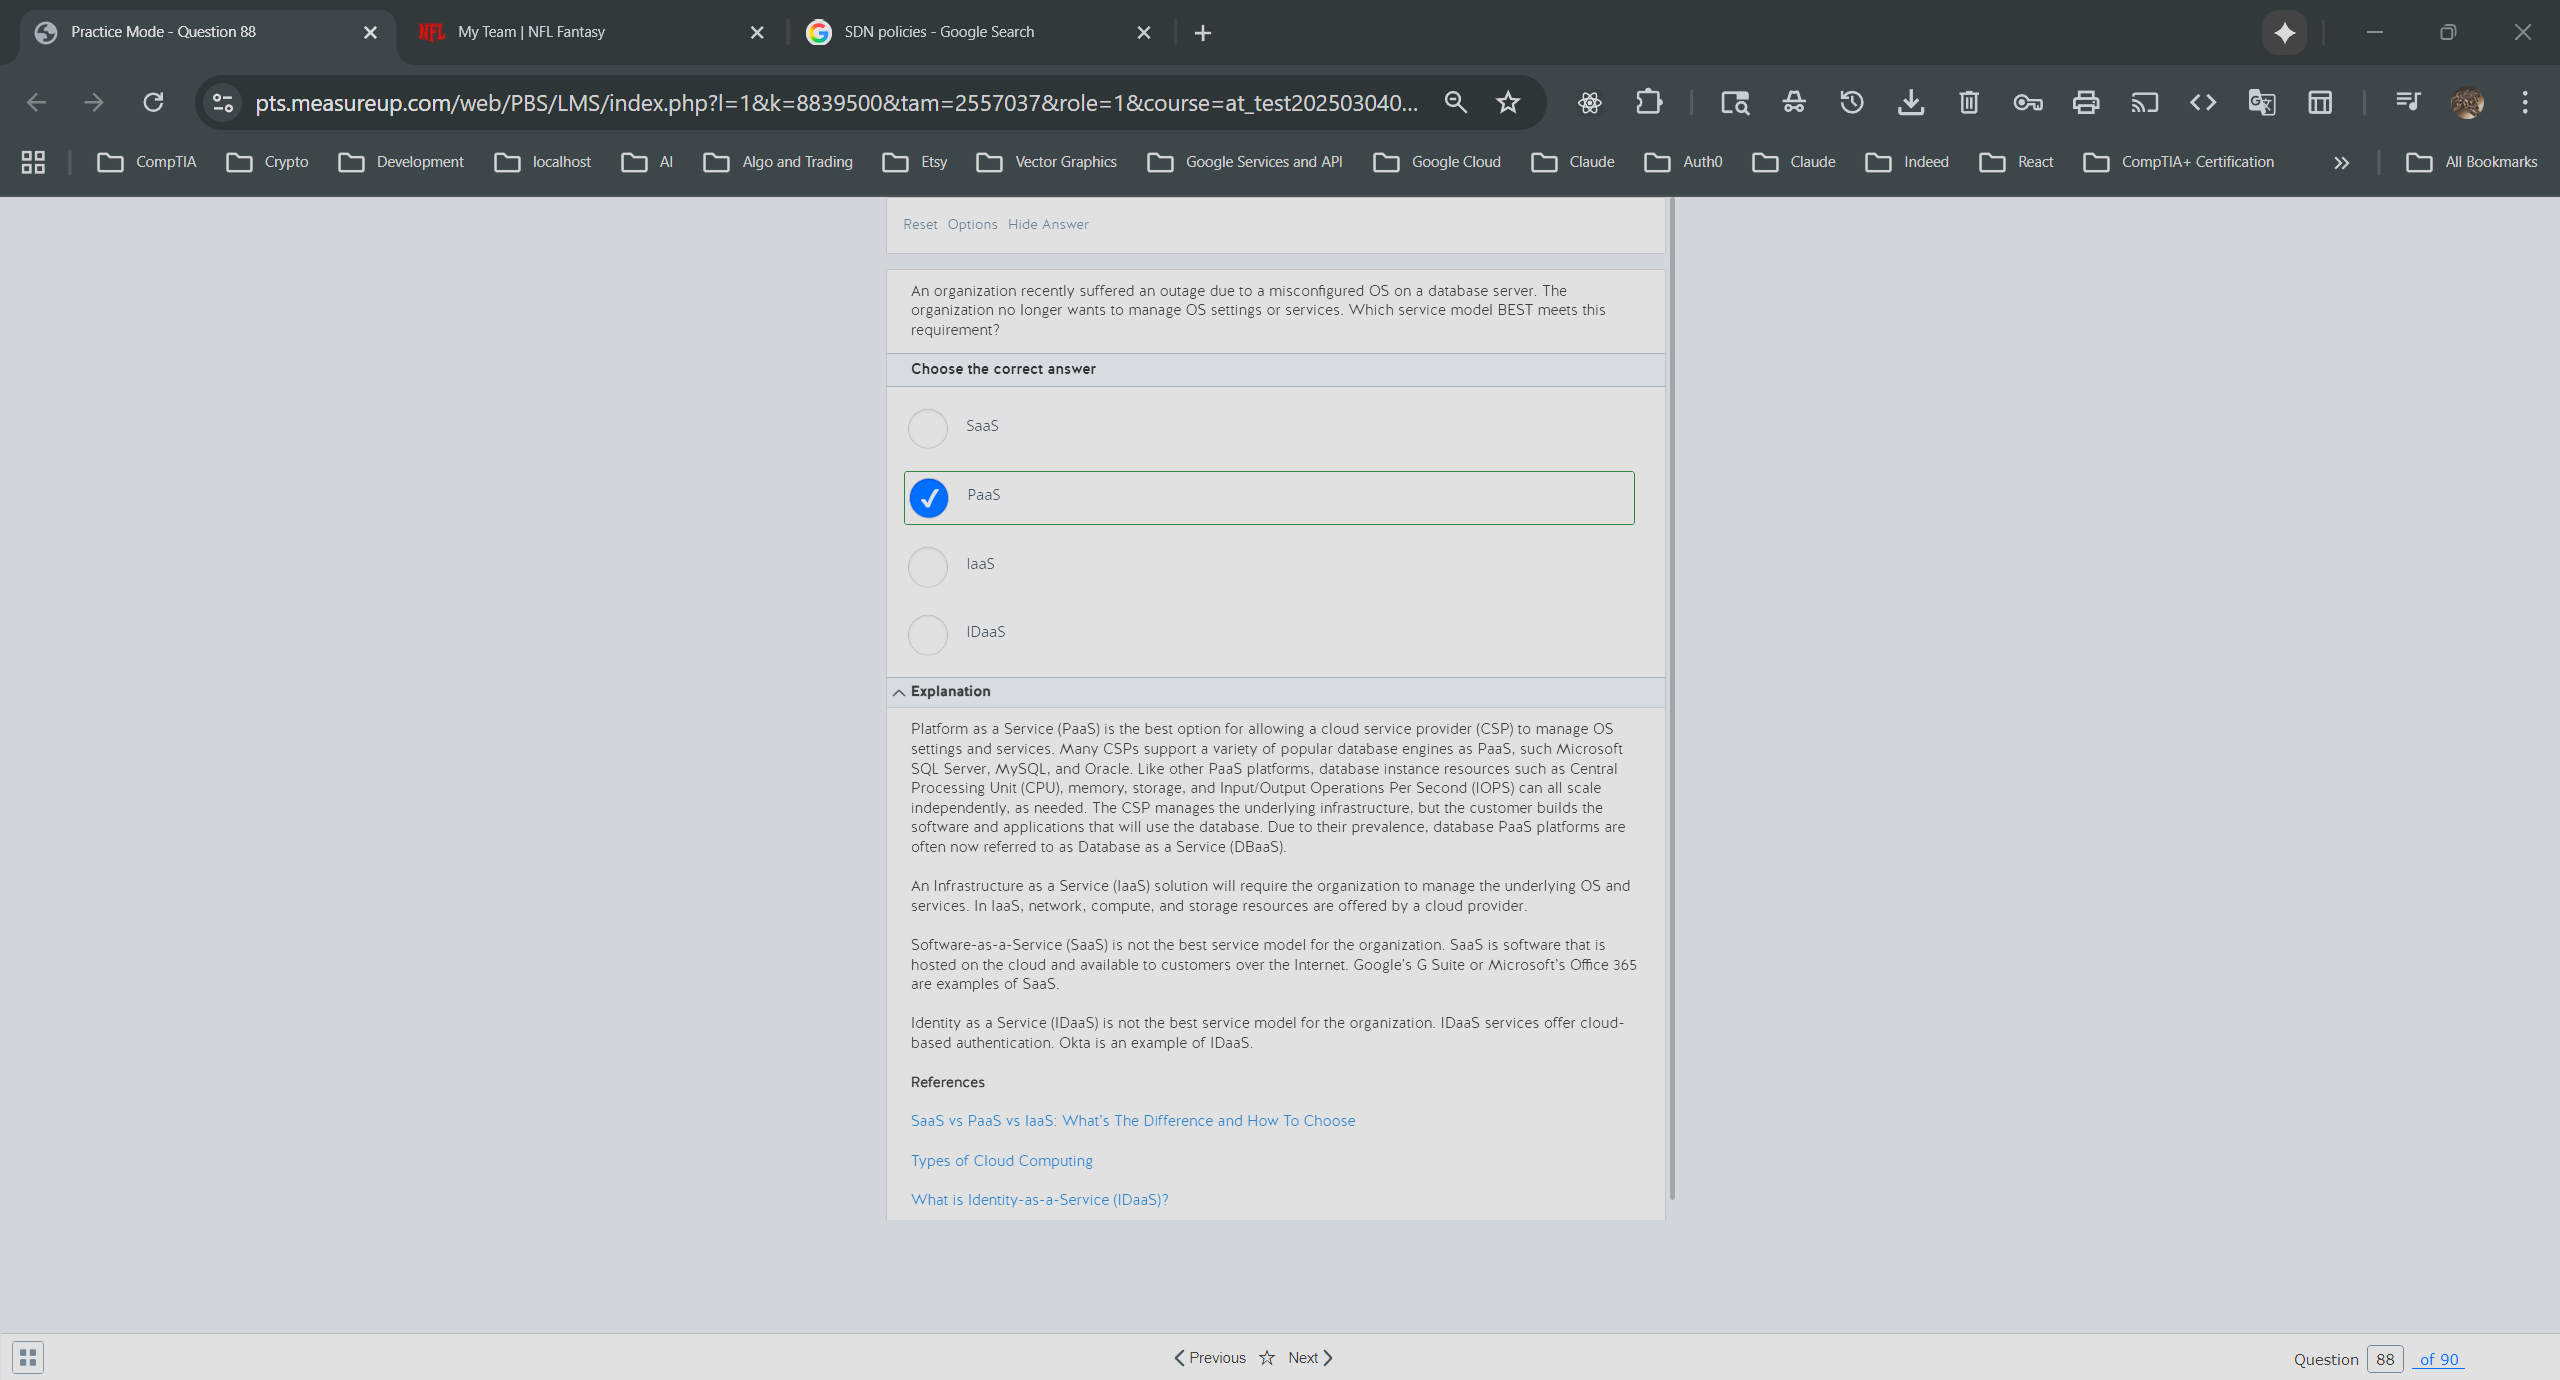 Practice Mode - Question 88
NFL
My Team | NFL Fantasy
SDN policies - Google Search
pts.measureup.com/web/PBS/LMS/index.php?l=1&k=8839500&tam=2557037&role=1&course=at_test202503040...
CompTIA
Crypto
Development
localhost
AI
Algo and Trading
Etsy
Vector Graphics
Google Services and API
Google Cloud
Claude
Auth0
Claude
Indeed
React
CompTIA+ Certification
All Bookmarks
Reset Options Hide Answer
An organization recently suffered an outage due to a misconfigured OS on a database server. The
organization no longer wants to manage OS settings or services. Which service model BEST meets this
requirement?
Choose the correct answer
SaaS
PaaS
IaaS
IDaaS
Explanation
Platform as a Service (PaaS) is the best option for allowing a cloud service provider (CSP) to manage OS
settings and services. Many CSPs support a variety of popular database engines as PaaS, such Microsoft
SQL Server, MySQL, and Oracle. Like other PaaS platforms, database instance resources such as Central
Processing Unit (CPU), memory, storage, and Input/Output Operations Per Second (IOPS) can all scale
independently, as needed. The CSP manages the underlying infrastructure, but the customer builds the
software and applications that will use the database. Due to their prevalence, database PaaS platforms are
often now referred to as Database as a Service (DBaaS).
An Infrastructure as a Service (IaaS) solution will require the organization to manage the underlying OS and
services. In IaaS, network, compute, and storage resources are offered by a cloud provider.
Software-as-a-Service (SaaS) is not the best service model for the organization. SaaS is software that is
hosted on the cloud and available to customers over the Internet. Google's G Suite or Microsoft's Office 365
are examples of SaaS.
Identity as a Service (IDaaS) is not the best service model for the organization. IDaaS services offer cloud-
based authentication. Okta is an example of IDaaS.
References
SaaS vs PaaS vs IaaS: What's The Difference and How To Choose
Types of Cloud Computing
What is Identity-as-a-Service (IDaaS)?
Previous
Next
Question 88 of 90